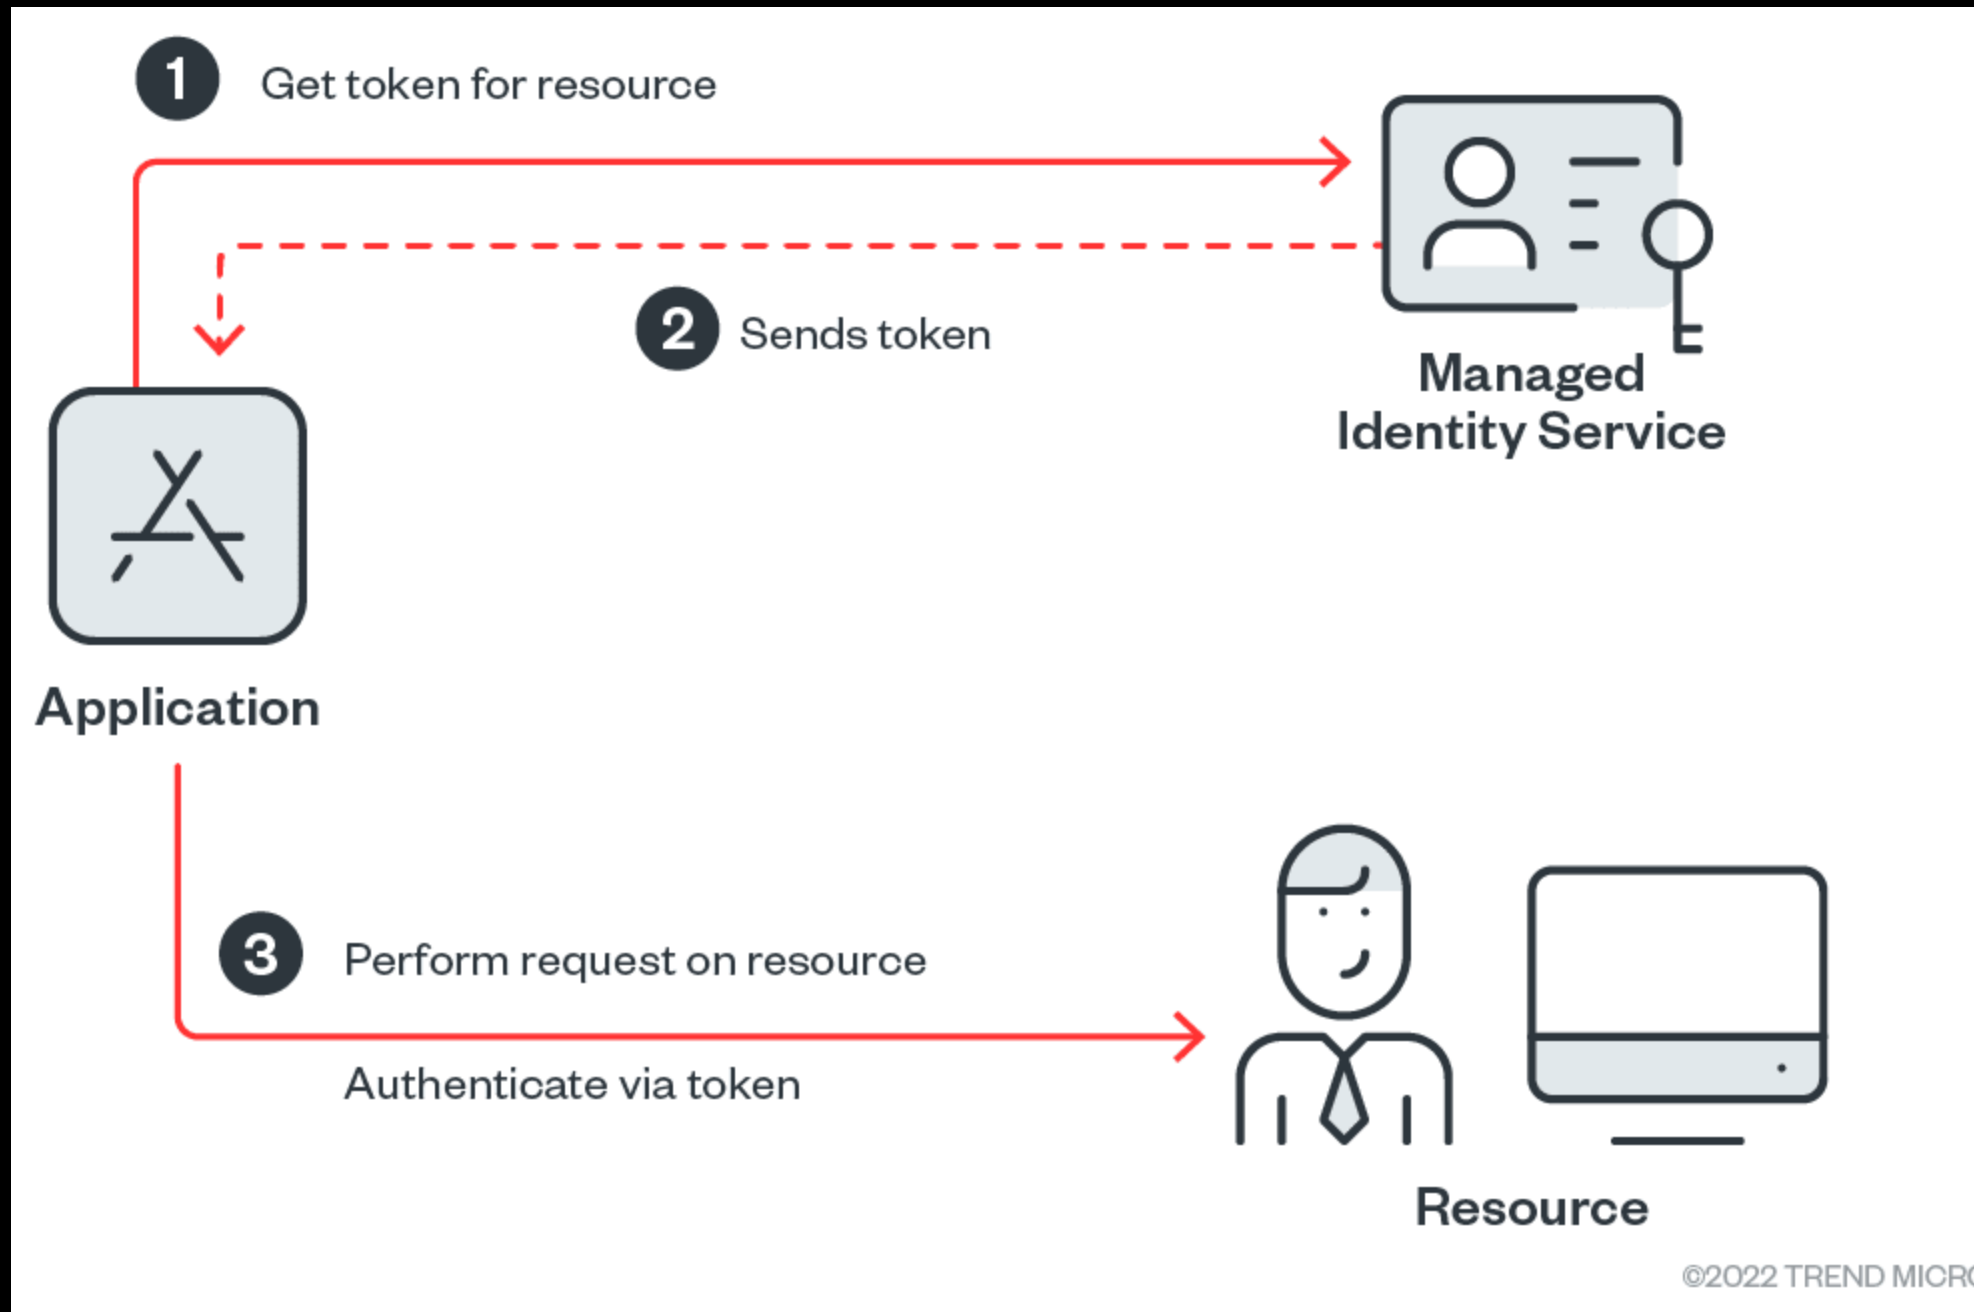 1 Get token for resource
2 Sends token
Managed
Identity Service
Application
3 Perform request on resource
Authenticate via token
Resource
©2022 TREND MICRO